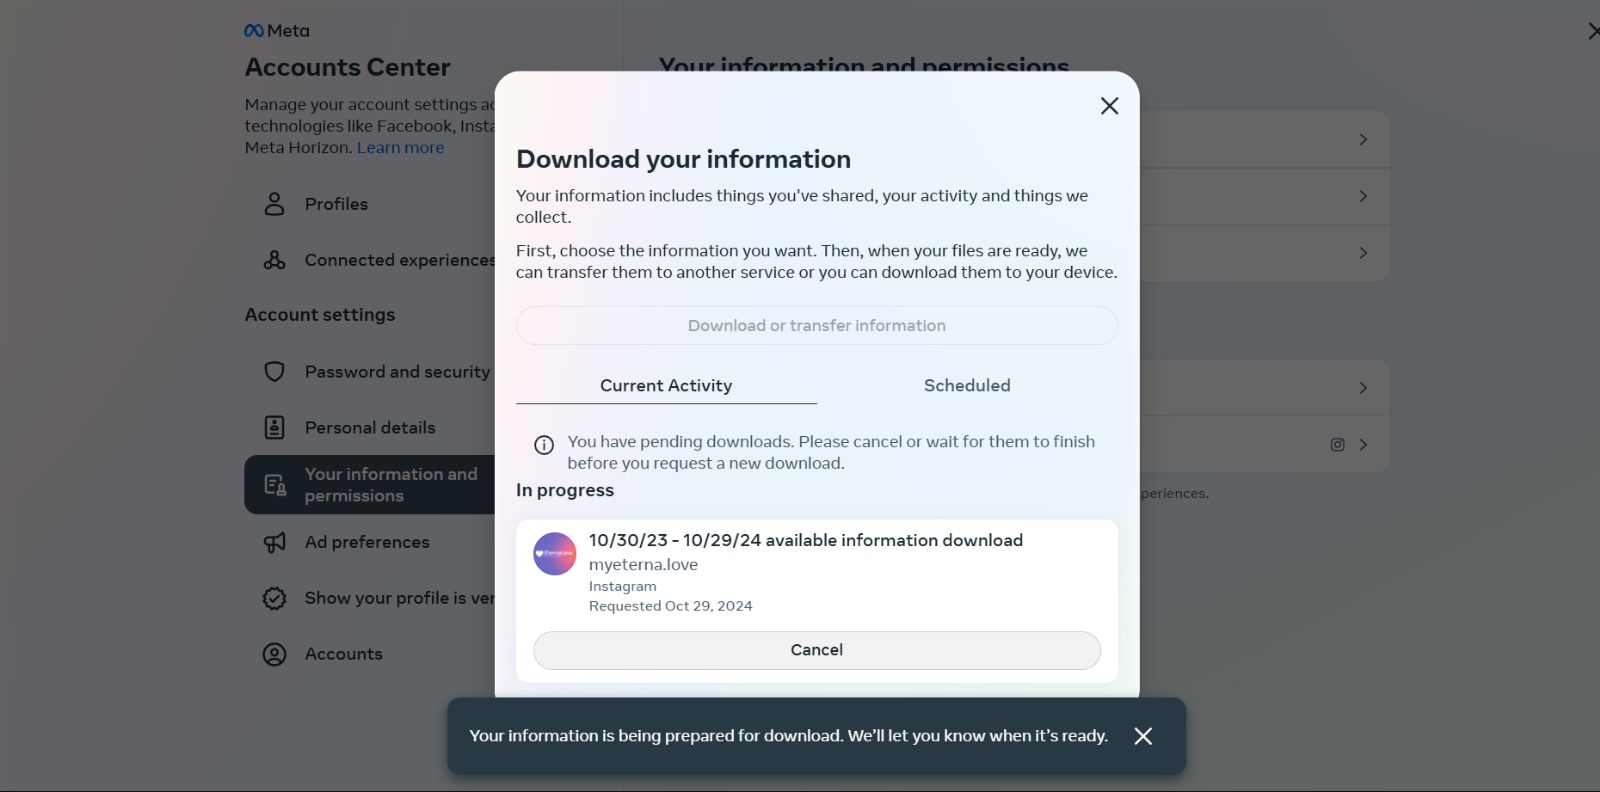 Meta
Accounts Center
Manage your account settings ac
technologies like Facebook, Insta
Meta Horizon. Learn more
Profiles
Connected experiences
Account settings
Password and security
Personal details
Your information and
permissions
Ad preferences
Show your profile is ver
Accounts
Your information and permissions
periences.
Download your information
Your information includes things you've shared, your activity and things we
collect.
First, choose the information you want. Then, when your files are ready, we
can transfer them to another service or you can download them to your device.
Download or transfer information
Current Activity
Scheduled
You have pending downloads. Please cancel or wait for them to finish
before you request a new download.
In progress
10/30/23 - 10/29/24 available information download
myeterna.love
Instagram
Requested Oct 29, 2024
Cancel
Your information is being prepared for download. We’ll let you know when it’s ready.